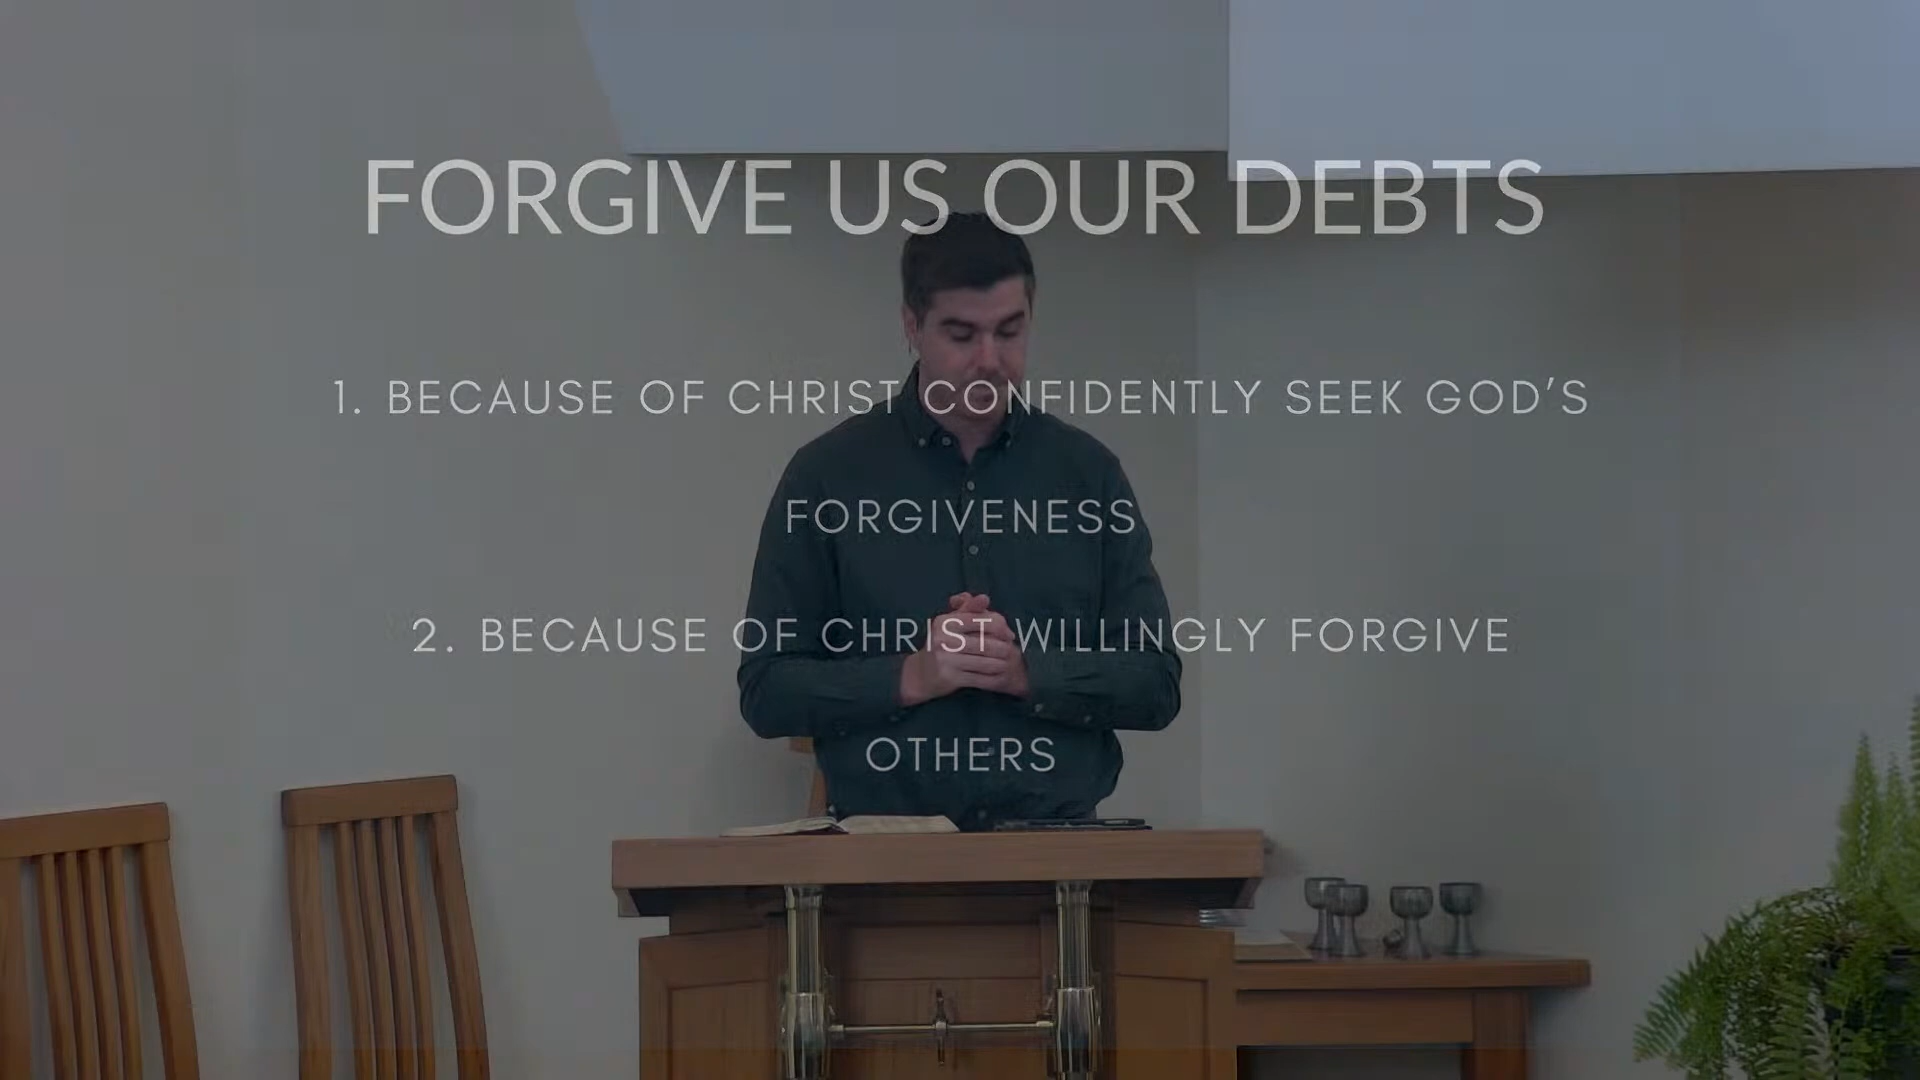 FORGIVE US OUR DEBTS
1. BECAUSE OF CHRIST CONFIDENTLY SEEK GOD'S
FORGIVENESS
2. BECAUSE OF CHRIST WILLINGLY FORGIVE
OTHERS